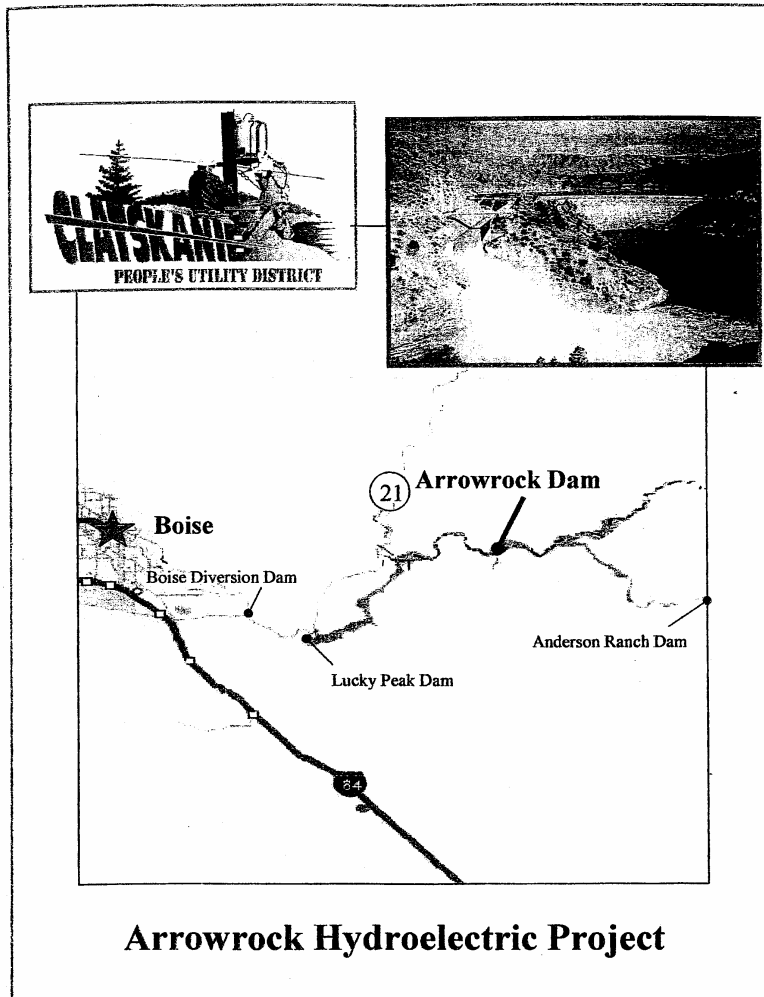 CLATSKANIE
PEOPLE'S UTILITY DISTRICT
21
Arrowrock Dam
Boise
Boise Diversion Dam
Anderson Ranch Dam
Lucky Peak Dam
84
Arrowrock Hydroelectric Project